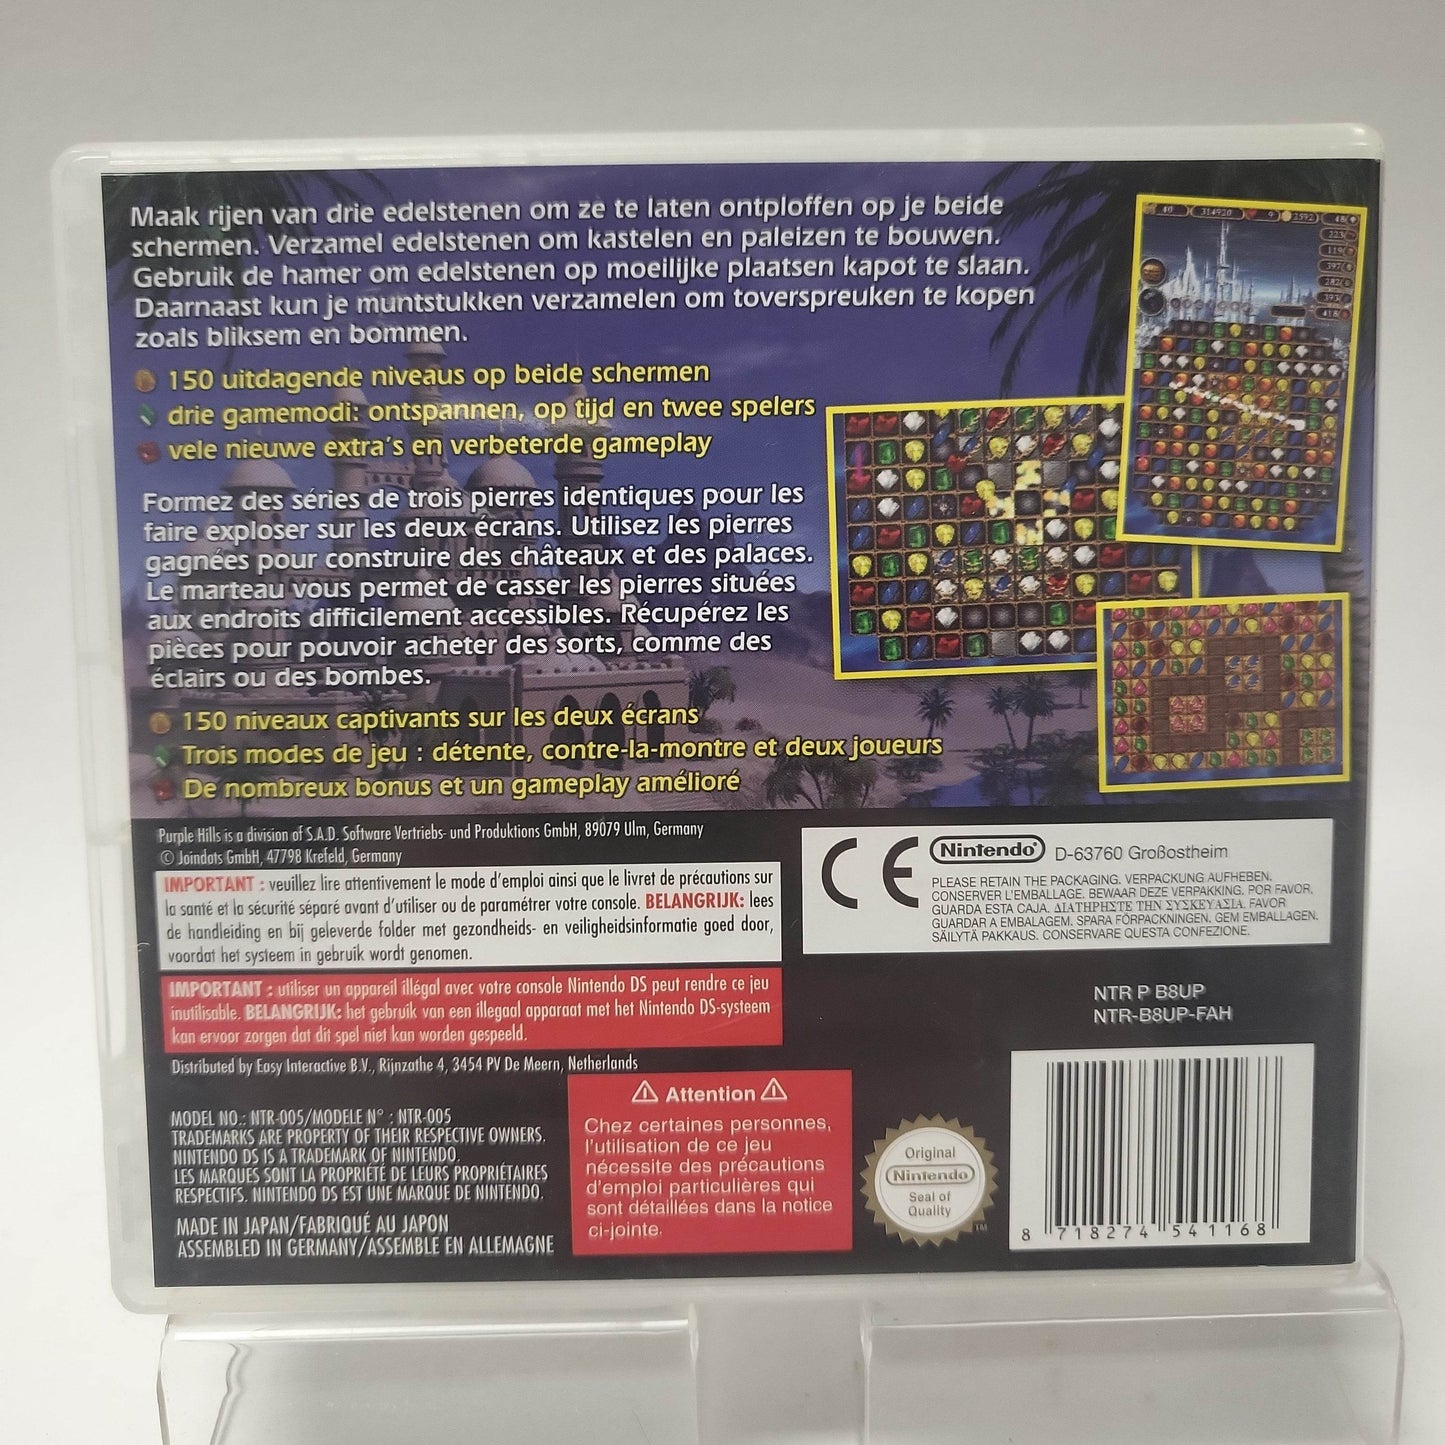 Maak rijen van drie edelstenen om ze te laten ontploffen op je beide
schermen. Verzamel edelstenen om kastelen en paleizen te bouwen.
Gebruik de hamer om edelstenen op moeilijke plaatsen kapot te slaan.
Daarnaast kun je muntstukken verzamelen om toverspreuken te kopen
zoals bliksem en bommen.
150 uitdagende niveaus op beide schermen
drie gamemodi: ontspannen, op tijd en twee spelers
vele nieuwe extra's en verbeterde gameplay
Formez des séries de trois pierres identiques pour les
faire exploser sur les deux écrans. Utilisez les pierres
gagnées pour construire des châteaux et des palaces.
Le marteau vous permet de casser les pierres situées
aux endroits difficilement accessibles. Récupérez les
pièces pour pouvoir acheter des sorts, comme des
éclairs ou des bombes.
150 niveaux captivants sur les deux écrans
Trois modes de jeu : détente, contre-la-montre et deux joueurs
De nombreux bonus et un gameplay amélioré
Purple Hills is a division of S.A.D. Software Vertriebs- und Produktions GmbH, 89079 Ulm, Germany
© Joindots GmbH, 47798 Krefeld, Germany
IMPORTANT : veuillez lire attentivement le mode d'emploi ainsi que le livret de précautions sur
la santé et la sécurité séparé avant d'utiliser ou de paramétrer votre console. BELANGRIJK: lees
de handleiding en bij geleverde folder met gezondheids- en veiligheidsinformatie goed door,
voordat het systeem in gebruik wordt genomen.
IMPORTANT : utiliser un appareil illégal avec votre console Nintendo DS peut rendre ce jeu
inutilisable. BELANGRIJK: het gebruik van een illegaal apparaat met het Nintendo DS-systeem
kan ervoor zorgen dat dit spel niet kan worden gespeeld.
Distributed by Easy Interactive B.V., Rijnzathe 4, 3454 PV De Meern, Netherlands
MODEL NO.: NTR-005/MODELE N° : NTR-005
TRADEMARKS ARE PROPERTY OF THEIR RESPECTIVE OWNERS.
NINTENDO DS IS A TRADEMARK OF NINTENDO.
LES MARQUES SONT LA PROPRIÉTÉ DE LEURS PROPRIÉTAIRES
RESPECTIFS. NINTENDO DS EST UNE MARQUE DE NINTENDO.
MADE IN JAPAN/FABRIQUÉ AU JAPON
ASSEMBLED IN GERMANY/ASSEMBLE EN ALLEMAGNE
Attention
Chez certaines personnes,
l'utilisation de ce jeu
nécessite des précautions
d'emploi particulières qui
sont détaillées dans la notice
ci-jointe.
CE Nintendo D-63760 Großostheim
PLEASE RETAIN THE PACKAGING. VERPACKUNG AUFHEBEN.
CONSERVER L'EMBALLAGE. BEWAAR DEZE VERPAKKING. POR FAVOR,
GUARDA ESTA CAJA. ΔΙΑΤΗΡΗΣΤΕ ΤΗΝ ΣΥΣΚΕΥΑΣΙΑ. FAVOR
GUARDAR A EMBALAGEM. SPARA FÖRPACKNINGEN. GEM EMBALLAGEN.
SÄILYTÄ PAKKAUS. CONSERVARE QUESTA CONFEZIONE.
NTR P B8UP
NTR-B8UP-FAH
Original
Nintendo
Seal of
Quality
TM
8 718274 541168